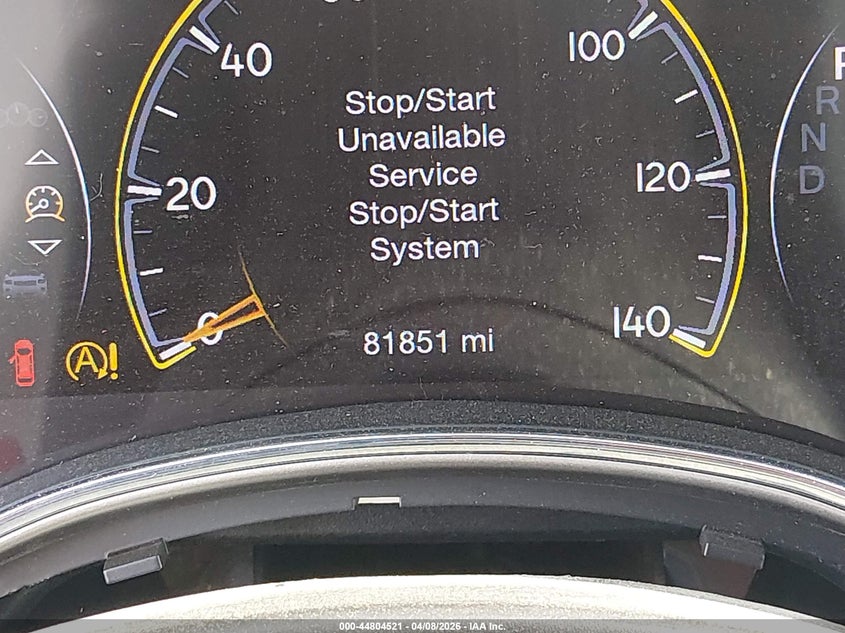 40
100
Stop/Start
Unavailable
Service
Stop/Start
System
20
120
0
140
81851 mi
R
N
D
A!
000-44804521 - 04/08/2026 - IAA Inc.